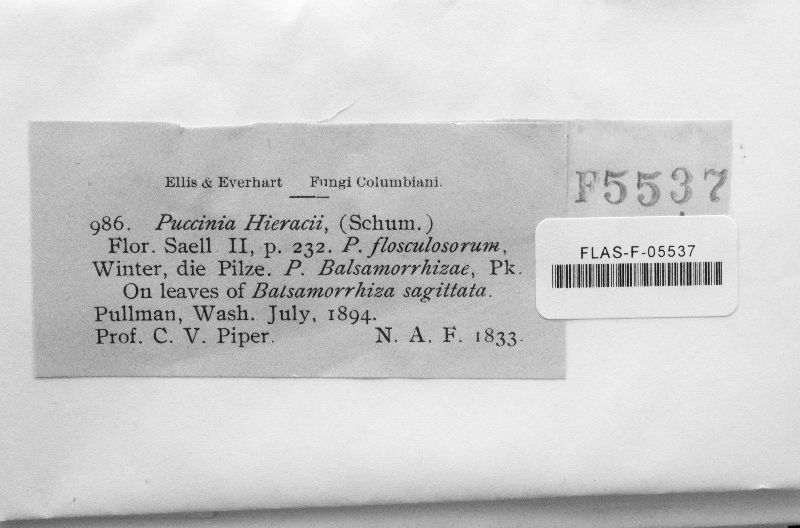 Ellis & Everhart Fungi Columbiani.
986. Puccinia Hieracii, (Schum.)
Flor. Saell II, p. 232. P. flosculosorum,
Winter, die Pilze. P. Balsamorrhizae, Pk.
On leaves of Balsamorrhiza sagittata.
Pullman, Wash. July, 1894.
Prof. C. V. Piper. N. A. F. 1833.
F5537
FLAS-F-05537